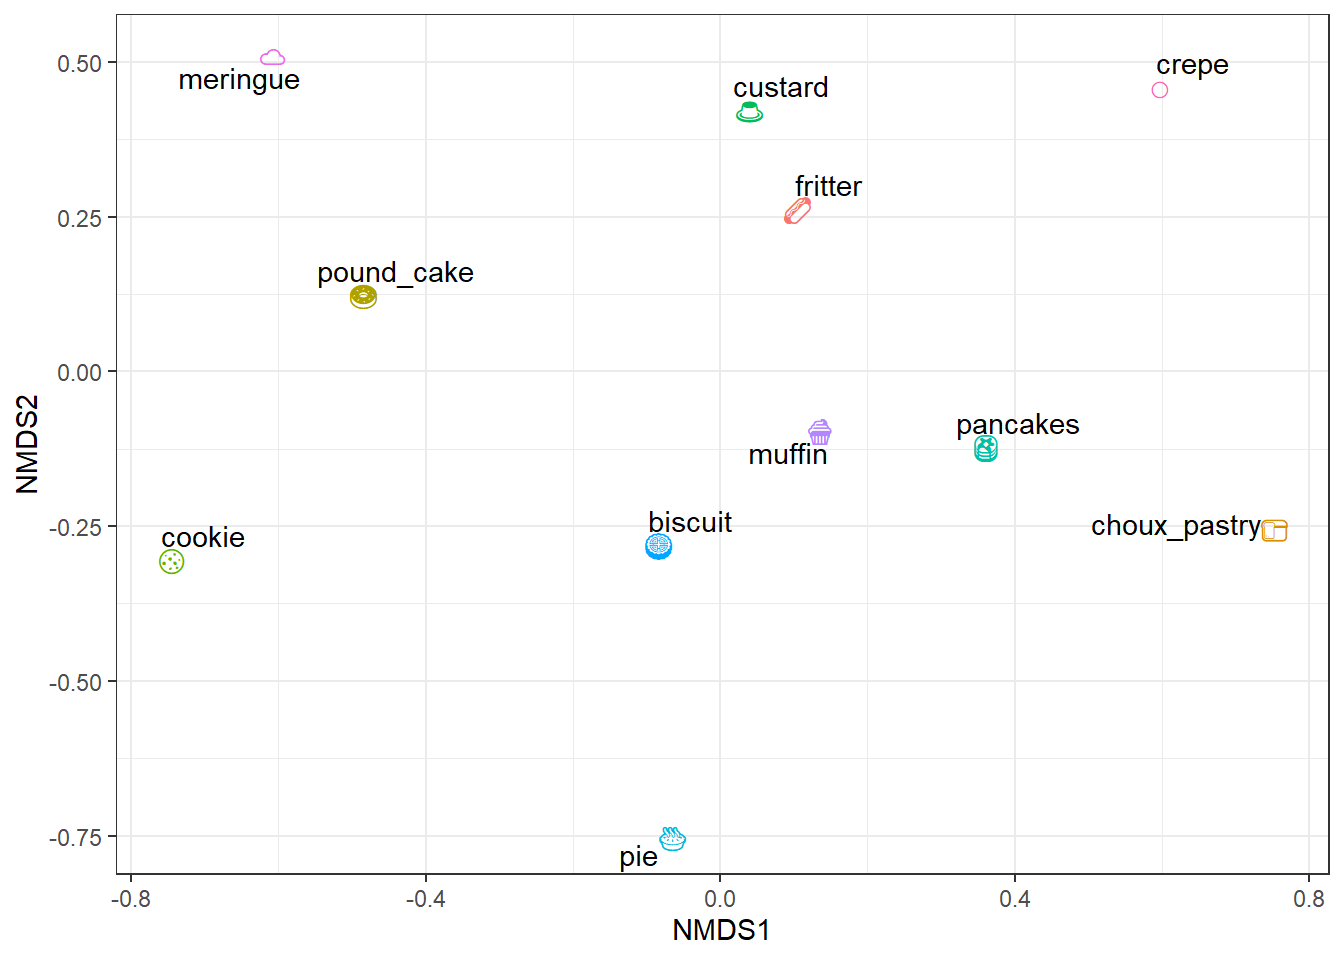 0.50
0.25
0.00
-0.25
-0.50
-0.75
NMDS2
meringue
custard
crepe
fritter
pound_cake
pancakes
muffin
biscuit
choux_pastry
cookie
pie
-0.8
-0.4
0.0
0.4
0.8
NMDS1